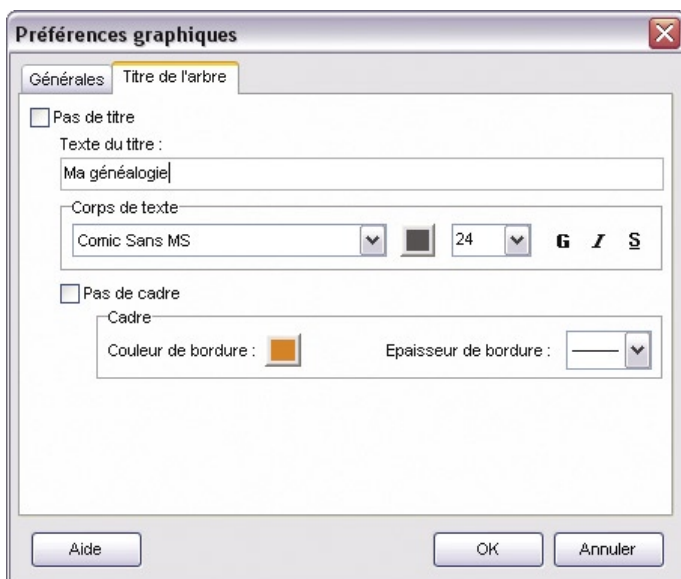 Préférences graphiques
Générales Titre de l'arbre
Pas de titre
Texte du titre :
Ma généalogie
Corps de texte
Comic Sans MS 24 G I S
Pas de cadre
Cadre
Couleur de bordure : Epaisseur de bordure :
Aide OK Annuler